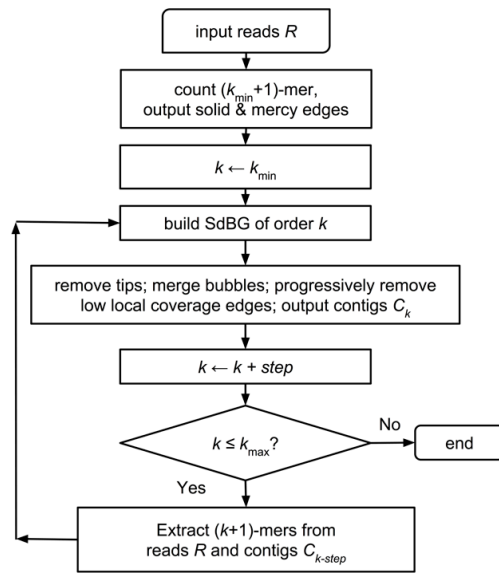 input reads R
count (kmin+1)-mer,
output solid & mercy edges
k ← kmin
build SdBG of order k
remove tips; merge bubbles; progressively remove
low local coverage edges; output contigs Ck
k ← k + step
k ≤ kmax?
No
end
Yes
Extract (k+1)-mers from
reads R and contigs Ck-step